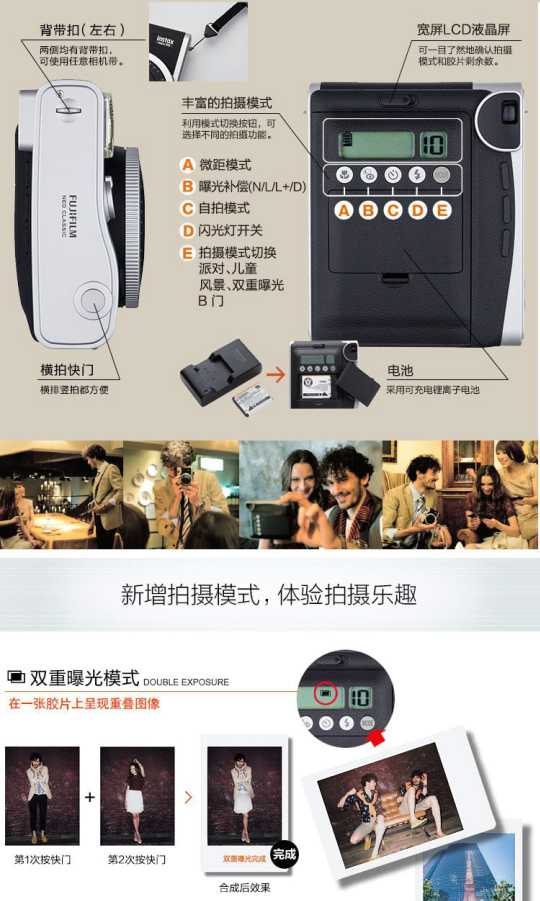 背带扣(左右)
两侧均有背带扣,
可使用任意相机带。
instax
宽屏LCD液晶屏
可一目了然地确认拍摄
模式和胶片剩余数。
丰富的拍摄模式
利用模式切换按钮,可
选择不同的拍摄功能。
A 微距模式
B 曝光补偿(N/L/L+/D)
C 自拍模式
D 闪光灯开关
E 拍摄模式切换
派对、儿童
风景、双重曝光
B 门
10
A B C D E
FUJIFILM
NEO CLASSIC
横拍快门
横排竖拍都方便
电池
采用可充电锂离子电池
新增拍摄模式,体验拍摄乐趣
双重曝光模式 DOUBLE EXPOSURE
在一张胶片上呈现重叠图像
10
MODE
+
第1次按快门
第2次按快门
双重曝光完成
完成
合成后效果